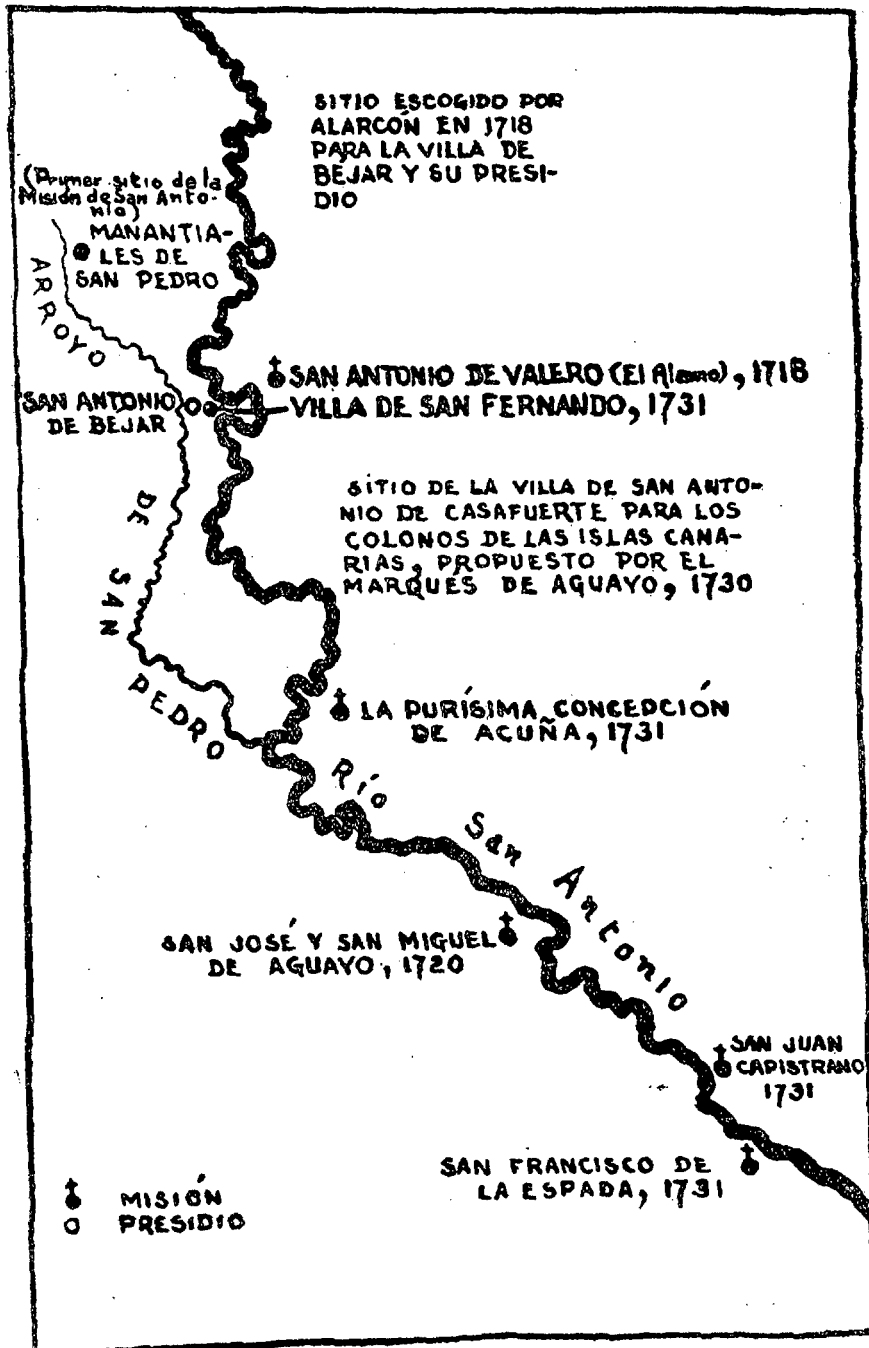 SITIO ESCOGIDO POR
ALARCÓN EN 1718
PARA LA VILLA DE
BEJAR Y SU PRESI-
DIO
(Primer sitio de la
Misión de San Anto-
nio)
MANANTIA-
LES DE
SAN PEDRO
ARROYO
DE SAN
PEDRO
SAN ANTONIO DE VALERO (El Alamo), 1718
SAN ANTONIO
DE BEJAR
VILLA DE SAN FERNANDO, 1731
SITIO DE LA VILLA DE SAN ANTO-
NIO DE CASAFUERTE PARA LOS
COLONOS DE LAS ISLAS CANA-
RIAS, PROPUESTO POR EL
MARQUES DE AGUAYO, 1730
LA PURÍSIMA CONCEPCIÓN
DE ACUÑA, 1731
Río San Antonio
SAN JOSÉ Y SAN MIGUEL
DE AGUAYO, 1720
SAN JUAN
CAPISTRANO
1731
SAN FRANCISCO DE
LA ESPADA, 1731
MISIÓN
PRESIDIO